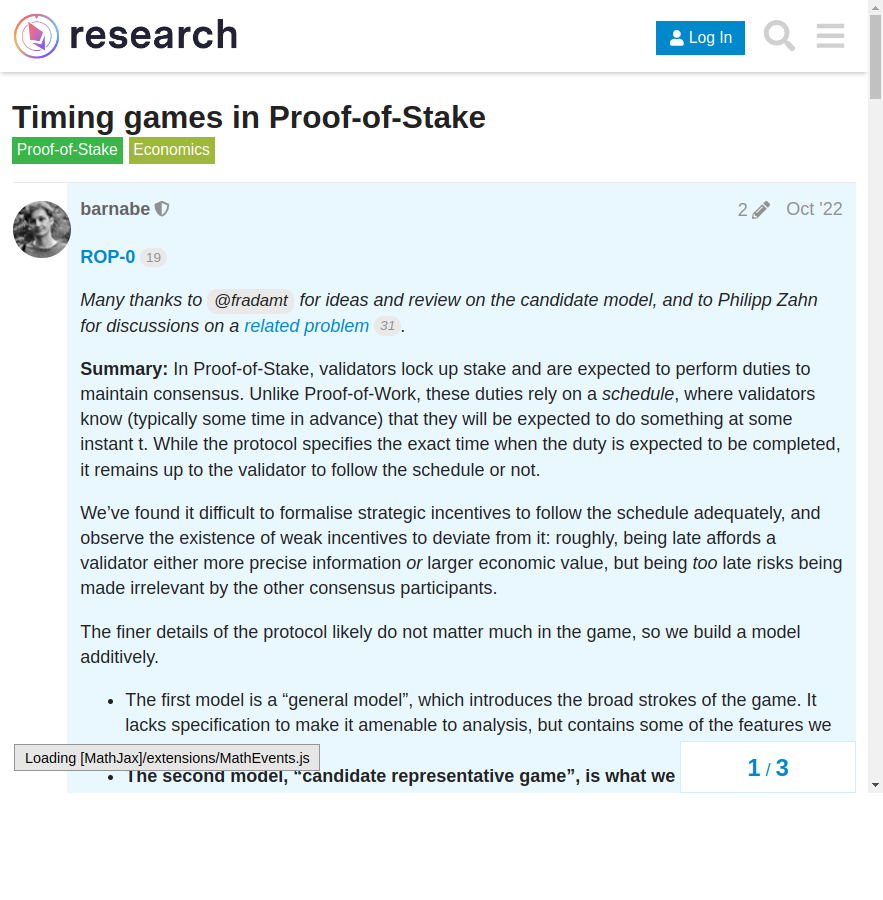 research
Log In
Timing games in Proof-of-Stake
Proof-of-Stake Economics
barnabe 2 Oct '22
ROP-0 19
Many thanks to @fradamt for ideas and review on the candidate model, and to Philipp Zahn
for discussions on a related problem 31.
Summary: In Proof-of-Stake, validators lock up stake and are expected to perform duties to
maintain consensus. Unlike Proof-of-Work, these duties rely on a schedule, where validators
know (typically some time in advance) that they will be expected to do something at some
instant t. While the protocol specifies the exact time when the duty is expected to be completed,
it remains up to the validator to follow the schedule or not.
We’ve found it difficult to formalise strategic incentives to follow the schedule adequately, and
observe the existence of weak incentives to deviate from it: roughly, being late affords a
validator either more precise information or larger economic value, but being too late risks being
made irrelevant by the other consensus participants.
The finer details of the protocol likely do not matter much in the game, so we build a model
additively.
• The first model is a “general model”, which introduces the broad strokes of the game. It
lacks specification to make it amenable to analysis, but contains some of the features we
Loading [MathJax]/extensions/MathEvents.js
• The second model, “candidate representative game”, is what we
1 / 3